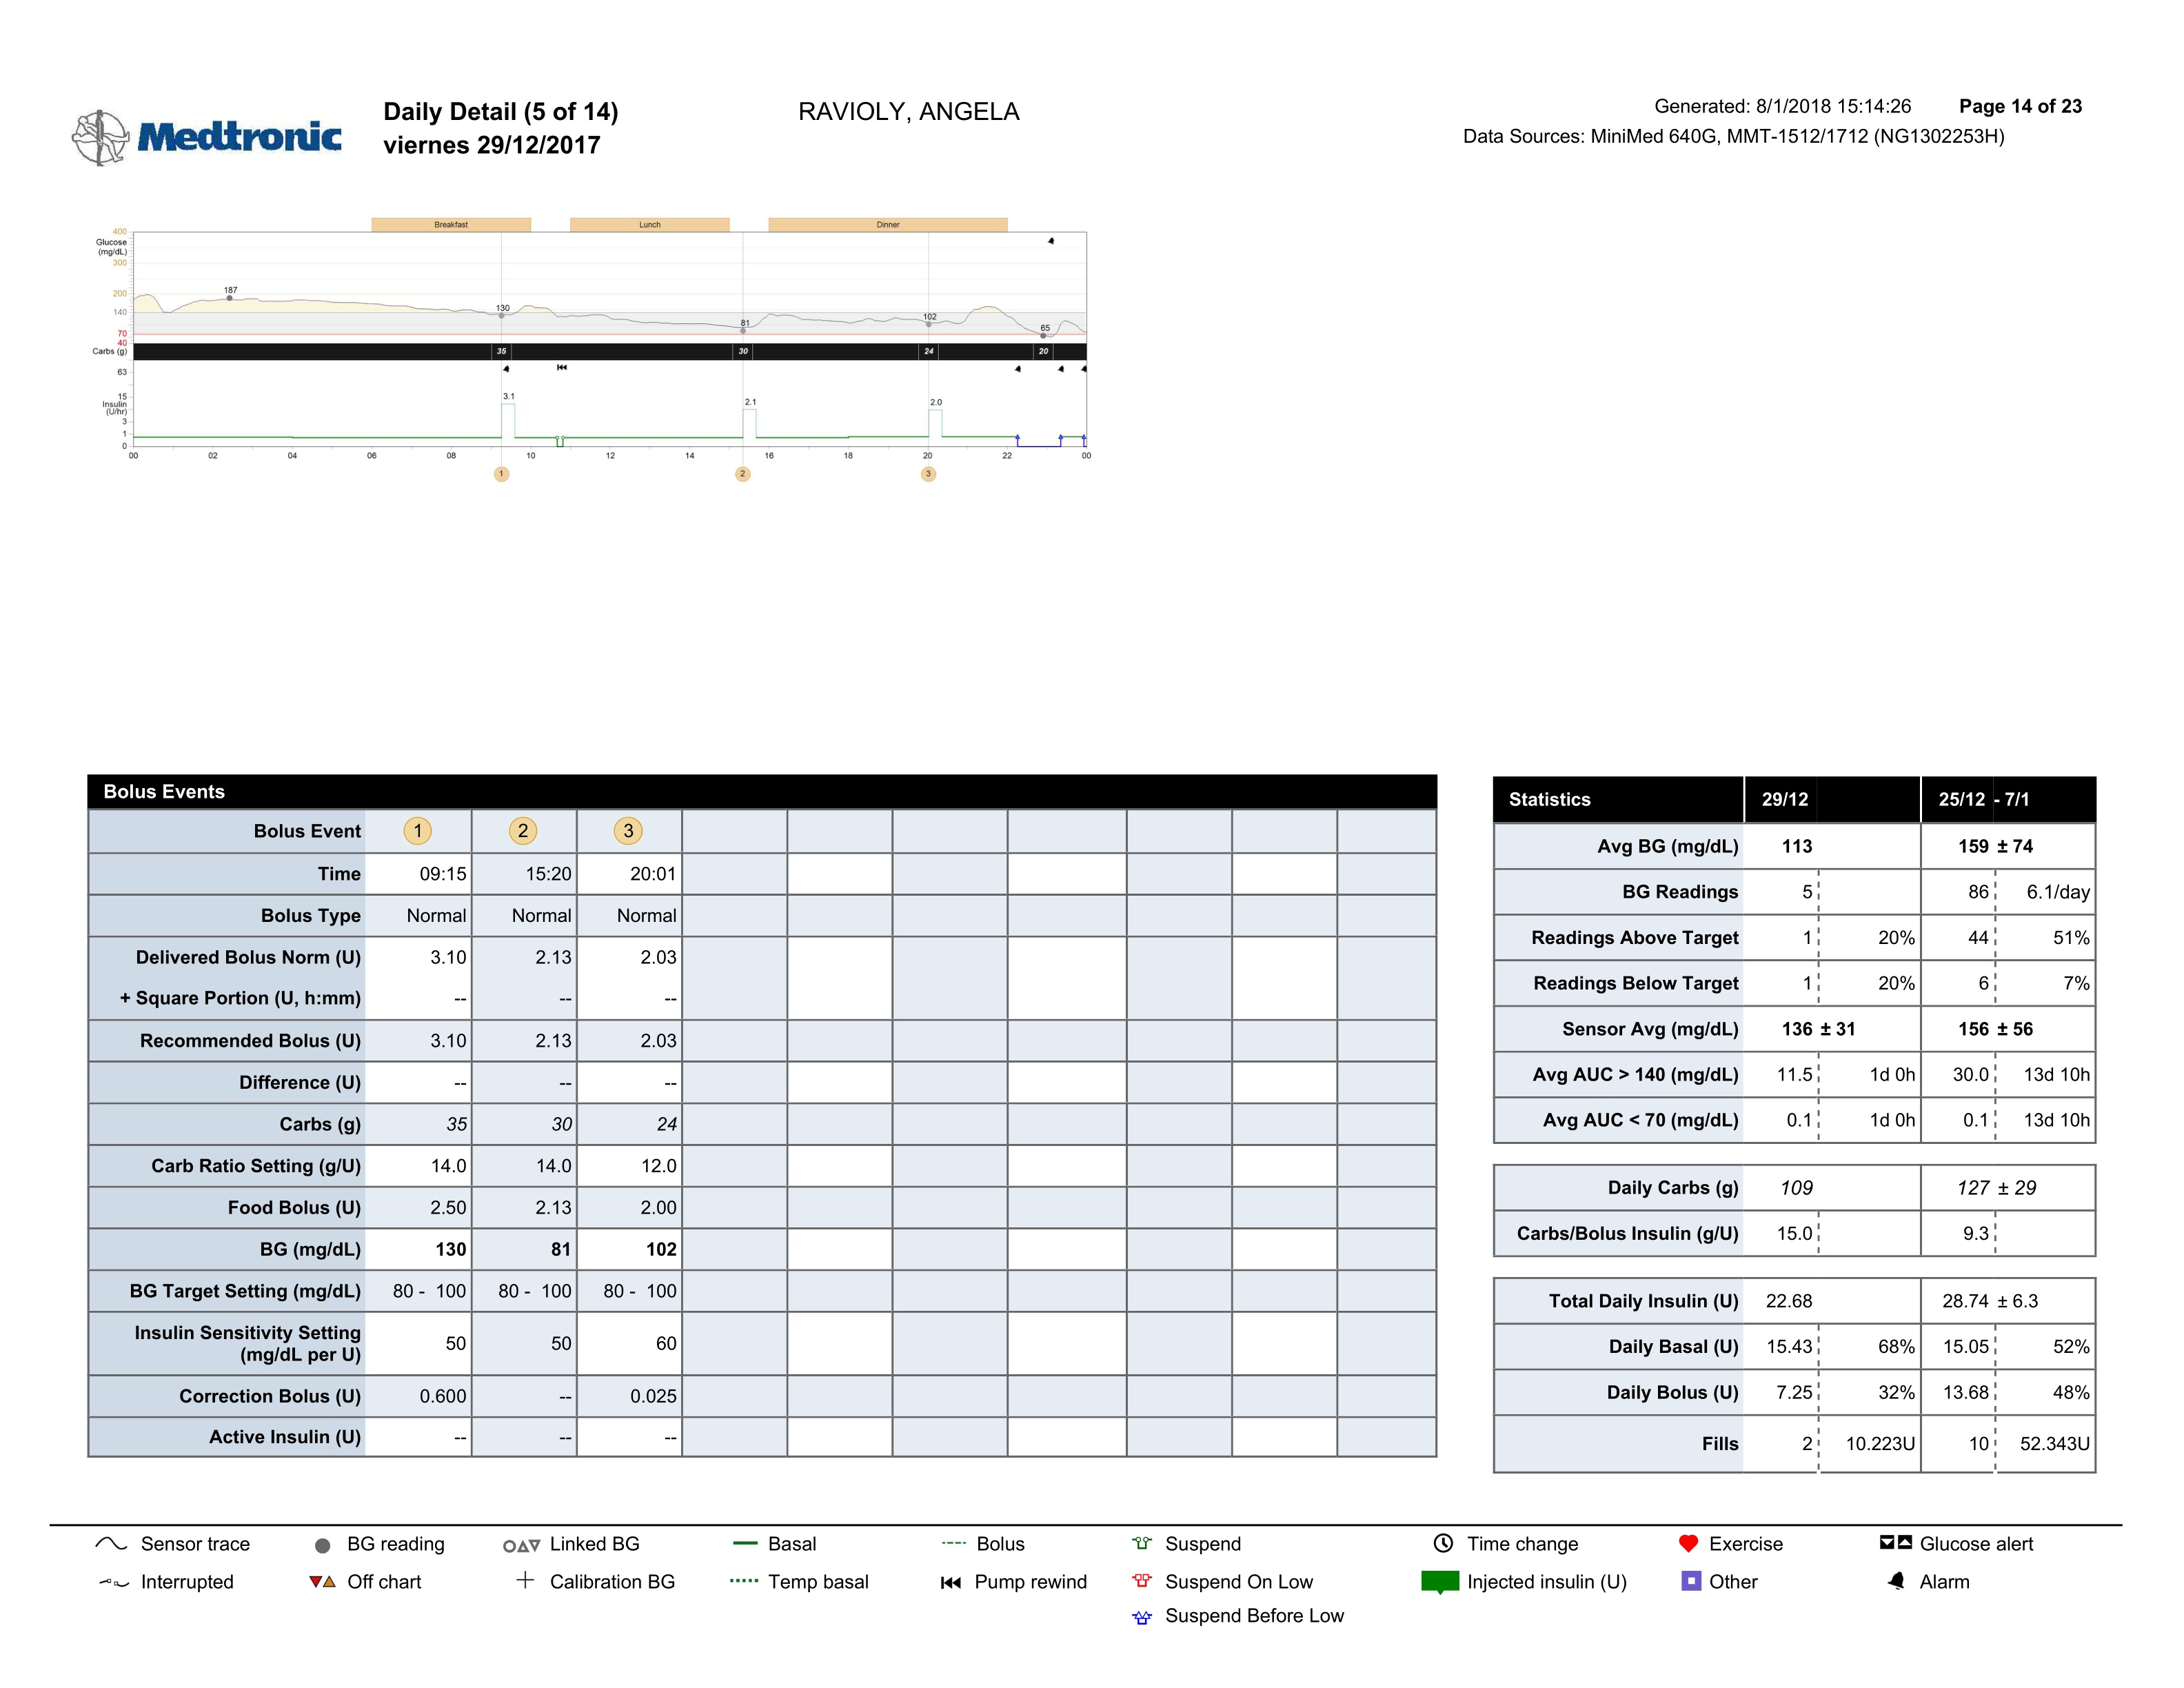 Medtronic
Daily Detail (5 of 14)
viernes 29/12/2017
RAVIOLY, ANGELA
Generated: 8/1/2018 15:14:26 Page 14 of 23
Data Sources: MiniMed 640G, MMT-1512/1712 (NG1302253H)
Breakfast Lunch Dinner
400
Glucose
(mg/dL)
300
200
140
70
40
187 130 81 102 65
Carbs (g) 35 30 24 20
63
15
Insulin
(U/hr)
3
1
0
3.1 2.1 2.0
00 02 04 06 08 10 12 14 16 18 20 22 00
1 2 3
Bolus Events
Bolus Event 1 2 3
Time 09:15 15:20 20:01
Bolus Type Normal Normal Normal
Delivered Bolus Norm (U) 3.10 2.13 2.03
+ Square Portion (U, h:mm) -- -- --
Recommended Bolus (U) 3.10 2.13 2.03
Difference (U) -- -- --
Carbs (g) 35 30 24
Carb Ratio Setting (g/U) 14.0 14.0 12.0
Food Bolus (U) 2.50 2.13 2.00
BG (mg/dL) 130 81 102
BG Target Setting (mg/dL) 80 - 100 80 - 100 80 - 100
Insulin Sensitivity Setting
(mg/dL per U) 50 50 60
Correction Bolus (U) 0.600 -- 0.025
Active Insulin (U) -- -- --
Statistics 29/12 25/12 - 7/1
Avg BG (mg/dL) 113 159 ± 74
BG Readings 5 86 6.1/day
Readings Above Target 1 20% 44 51%
Readings Below Target 1 20% 6 7%
Sensor Avg (mg/dL) 136 ± 31 156 ± 56
Avg AUC > 140 (mg/dL) 11.5 1d 0h 30.0 13d 10h
Avg AUC < 70 (mg/dL) 0.1 1d 0h 0.1 13d 10h
Daily Carbs (g) 109 127 ± 29
Carbs/Bolus Insulin (g/U) 15.0 9.3
Total Daily Insulin (U) 22.68 28.74 ± 6.3
Daily Basal (U) 15.43 68% 15.05 52%
Daily Bolus (U) 7.25 32% 13.68 48%
Fills 2 10.223U 10 52.343U
Sensor trace BG reading Linked BG Basal Bolus Suspend Time change Exercise Glucose alert
Interrupted Off chart Calibration BG Temp basal Pump rewind Suspend On Low Injected insulin (U) Other Alarm
Suspend Before Low